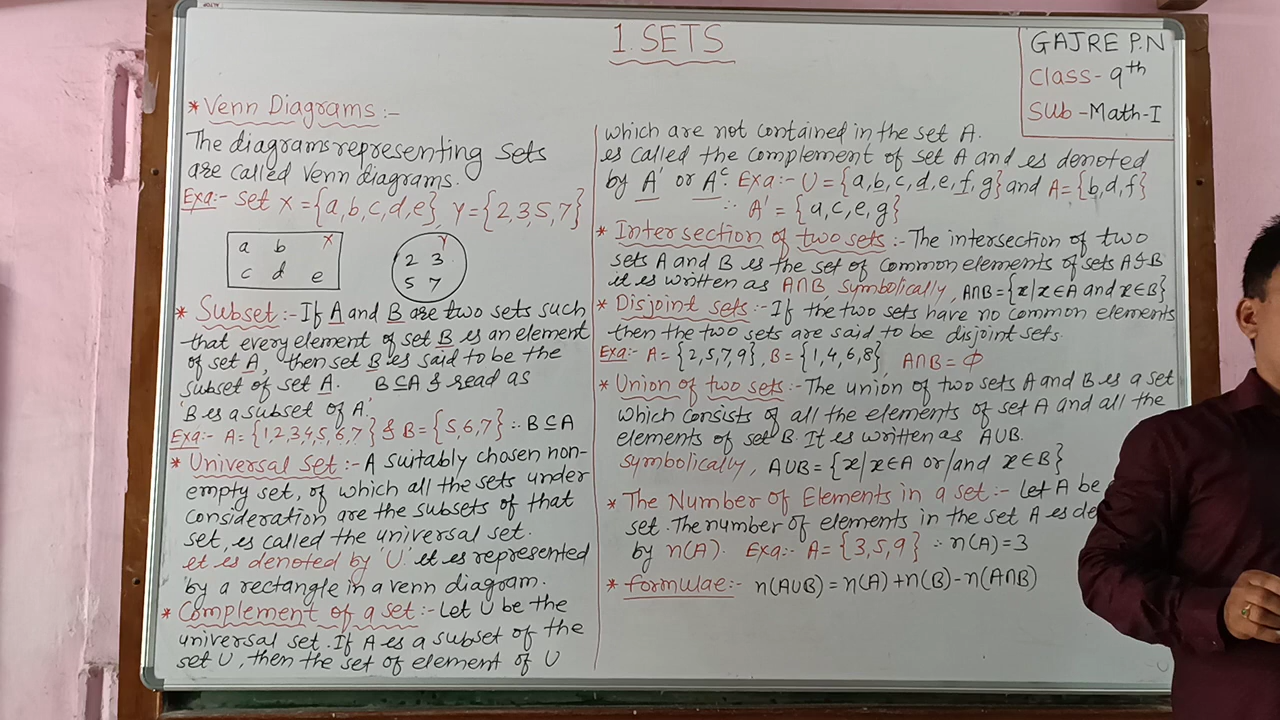 1. SETS
GAJRE P.N
Class- 9th
Sub -Math-I
* Venn Diagrams:-
The diagrams representing sets
are called Venn diagrams.
Exa:- Set X = {a,b,c,d,e}, Y = {2,3,5,7}
a b X
c d e
Y
2 3
5 7
* Subset:- If A and B are two sets such
that every element of set B is an element
of set A, then set B is said to be the
subset of set A. B⊆A & read as
'B is a subset of A.'
Exa:- A = {1,2,3,4,5,6,7} & B = {5,6,7} ∴ B⊆A
* Universal set:- A suitably chosen non-
empty set, of which all the sets under
consideration are the subsets of that
set, is called the universal set.
it is denoted by 'U'. it is represented
by a rectangle in a venn diagram.
* Complement of a set:- Let U be the
universal set. If A is a subset of the
set U, then the set of element of U
which are not contained in the set A.
is called the complement of set A and is denoted
by A' or Aᶜ. Exa:- U = {a,b,c,d,e,f,g} and A = {b,d,f}
∴ A' = {a,c,e,g}
* Intersection of two sets:- The intersection of two
sets A and B is the set of common elements of sets A & B
it is written as A∩B symbolically, A∩B = {x/x∈A and x∈B}
* Disjoint sets:- If the two sets have no common elements
then the two sets are said to be disjoint sets.
Exa:- A = {2,5,7,9}, B = {1,4,6,8}, A∩B = Φ
* Union of two sets:- The union of two sets A and B is a set
which consists of all the elements of set A and all the
elements of set B. It is written as A∪B.
symbolically, A∪B = {x/x∈A or/and x∈B}
* The Number of Elements in a set:- Let A be
set. The number of elements in the set A is de
by n(A). Exa:- A = {3,5,9} ∴ n(A) = 3
* formulae:- n(A∪B) = n(A) + n(B) - n(A∩B)